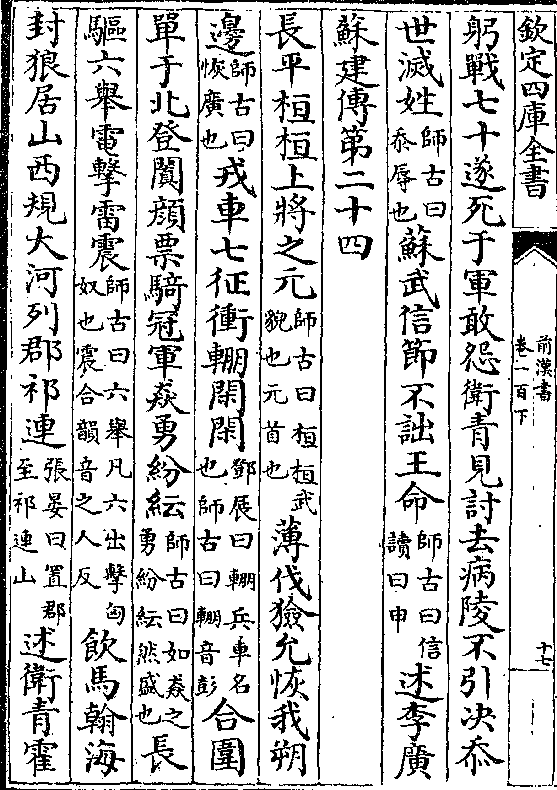 欽定四庫全書
前漢書
卷一百下
十七
躬戰七十遂死于軍敢怨衛青見討去病陵不引決忝
世滅姓師古曰忝辱也蘇武信節不詘王命師古曰信讀曰申述李廣
蘇建傳第二十四
長平桓桓上將之元師古曰桓桓武貌也元首也薄伐獫允恢我朔
邊師古曰恢廣也戎車七征衝輣閑閑鄧展曰輣兵車名也師古曰輣音彭合圍
單于北登闐顔票騎冠軍猋勇紛紜師古曰如猋之勇紛紜然盛也長
驅六舉雷擊雷震師古曰六舉凡六出擊匈奴也震合韻音之人反飲馬翰海
封狼居山西規大河列郡祁連張晏曰置郡至祁連山述衛青霍